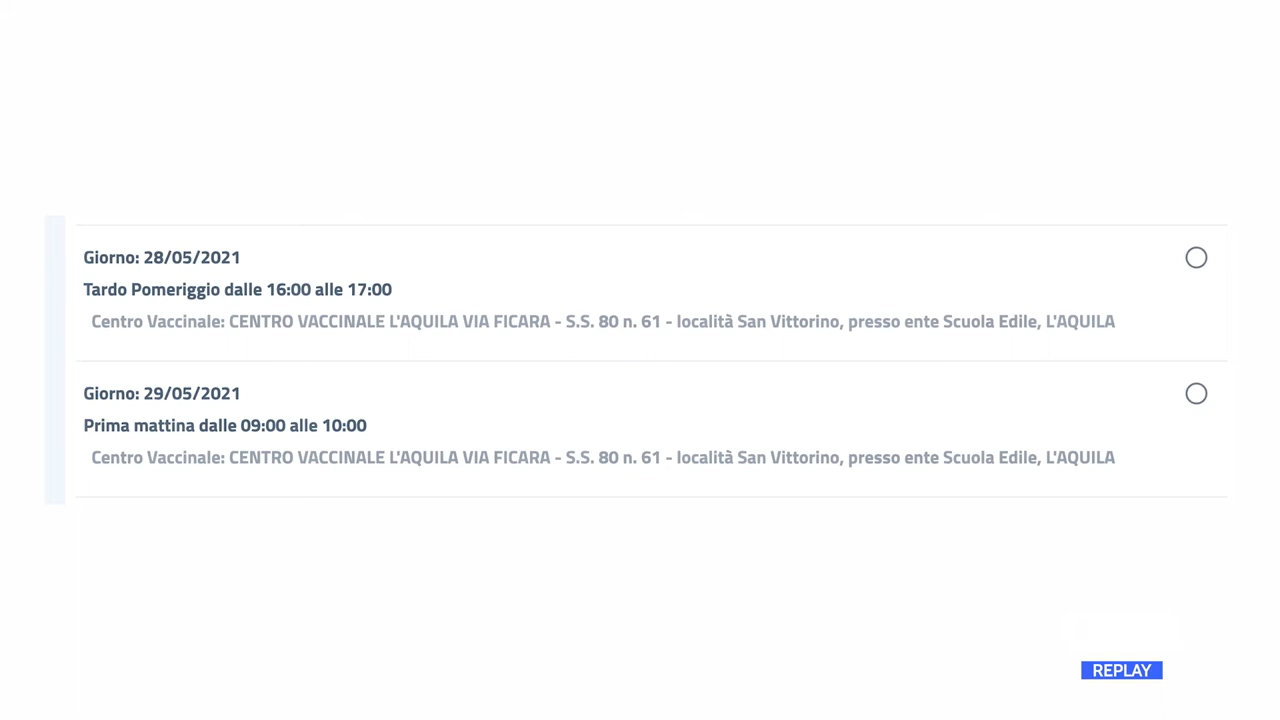 Giorno: 28/05/2021
Tardo Pomeriggio dalle 16:00 alle 17:00
Centro Vaccinale: CENTRO VACCINALE L'AQUILA VIA FICARA - S.S. 80 n. 61 - località San Vittorino, presso ente Scuola Edile, L'AQUILA
Giorno: 29/05/2021
Prima mattina dalle 09:00 alle 10:00
Centro Vaccinale: CENTRO VACCINALE L'AQUILA VIA FICARA - S.S. 80 n. 61 - località San Vittorino, presso ente Scuola Edile, L'AQUILA
REPLAY